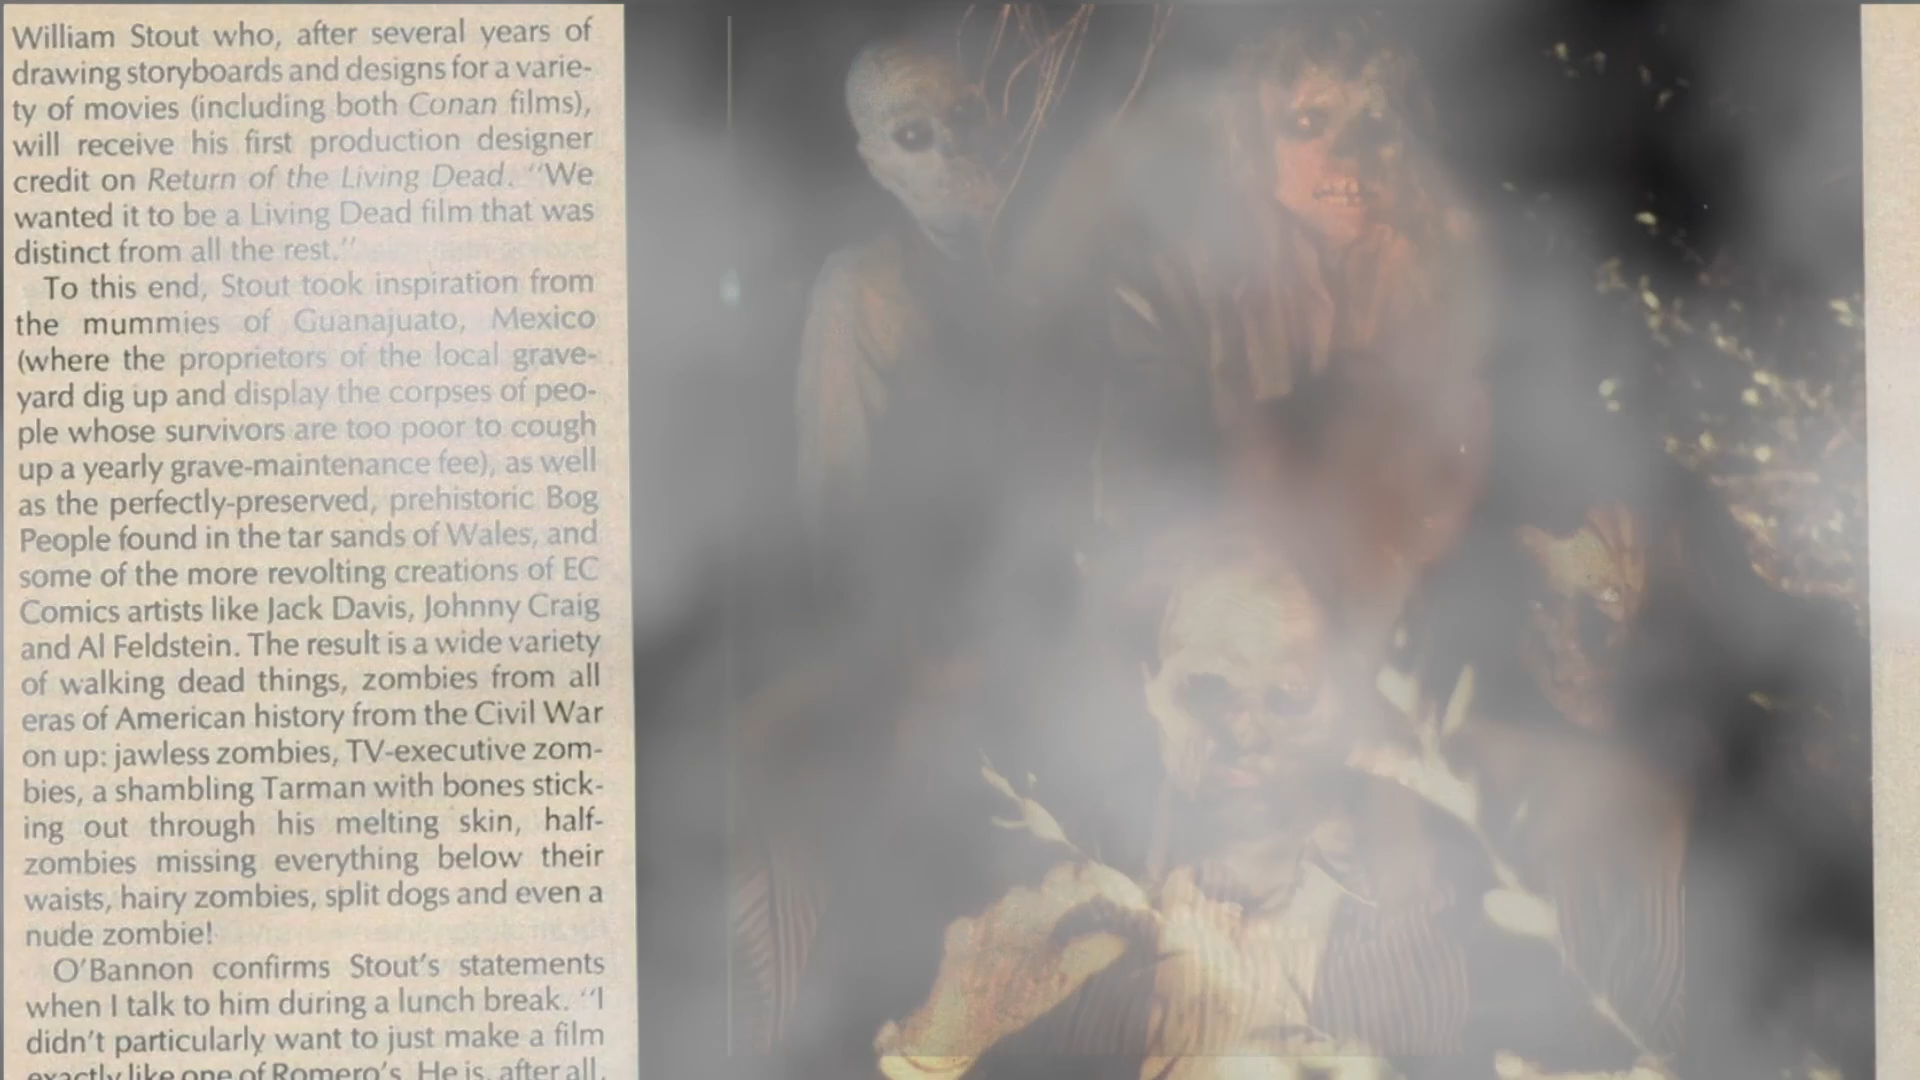 William Stout who, after several years of
drawing storyboards and designs for a varie-
ty of movies (including both Conan films),
will receive his first production designer
credit on Return of the Living Dead. "We
wanted it to be a Living Dead film that was
distinct from all the rest."
To this end, Stout took inspiration from
the mummies of Guanajuato, Mexico
(where the proprietors of the local grave-
yard dig up and display the corpses of peo-
ple whose survivors are too poor to cough
up a yearly grave-maintenance fee), as well
as the perfectly-preserved, prehistoric Bog
People found in the tar sands of Wales, and
some of the more revolting creations of EC
Comics artists like Jack Davis, Johnny Craig
and Al Feldstein. The result is a wide variety
of walking dead things, zombies from all
eras of American history from the Civil War
on up: jawless zombies, TV-executive zom-
bies, a shambling Tarman with bones stick-
ing out through his melting skin, half-
zombies missing everything below their
waists, hairy zombies, split dogs and even a
nude zombie!
O'Bannon confirms Stout's statements
when I talk to him during a lunch break. "I
didn't particularly want to just make a film
exactly like one of Romero's. He is, after all,